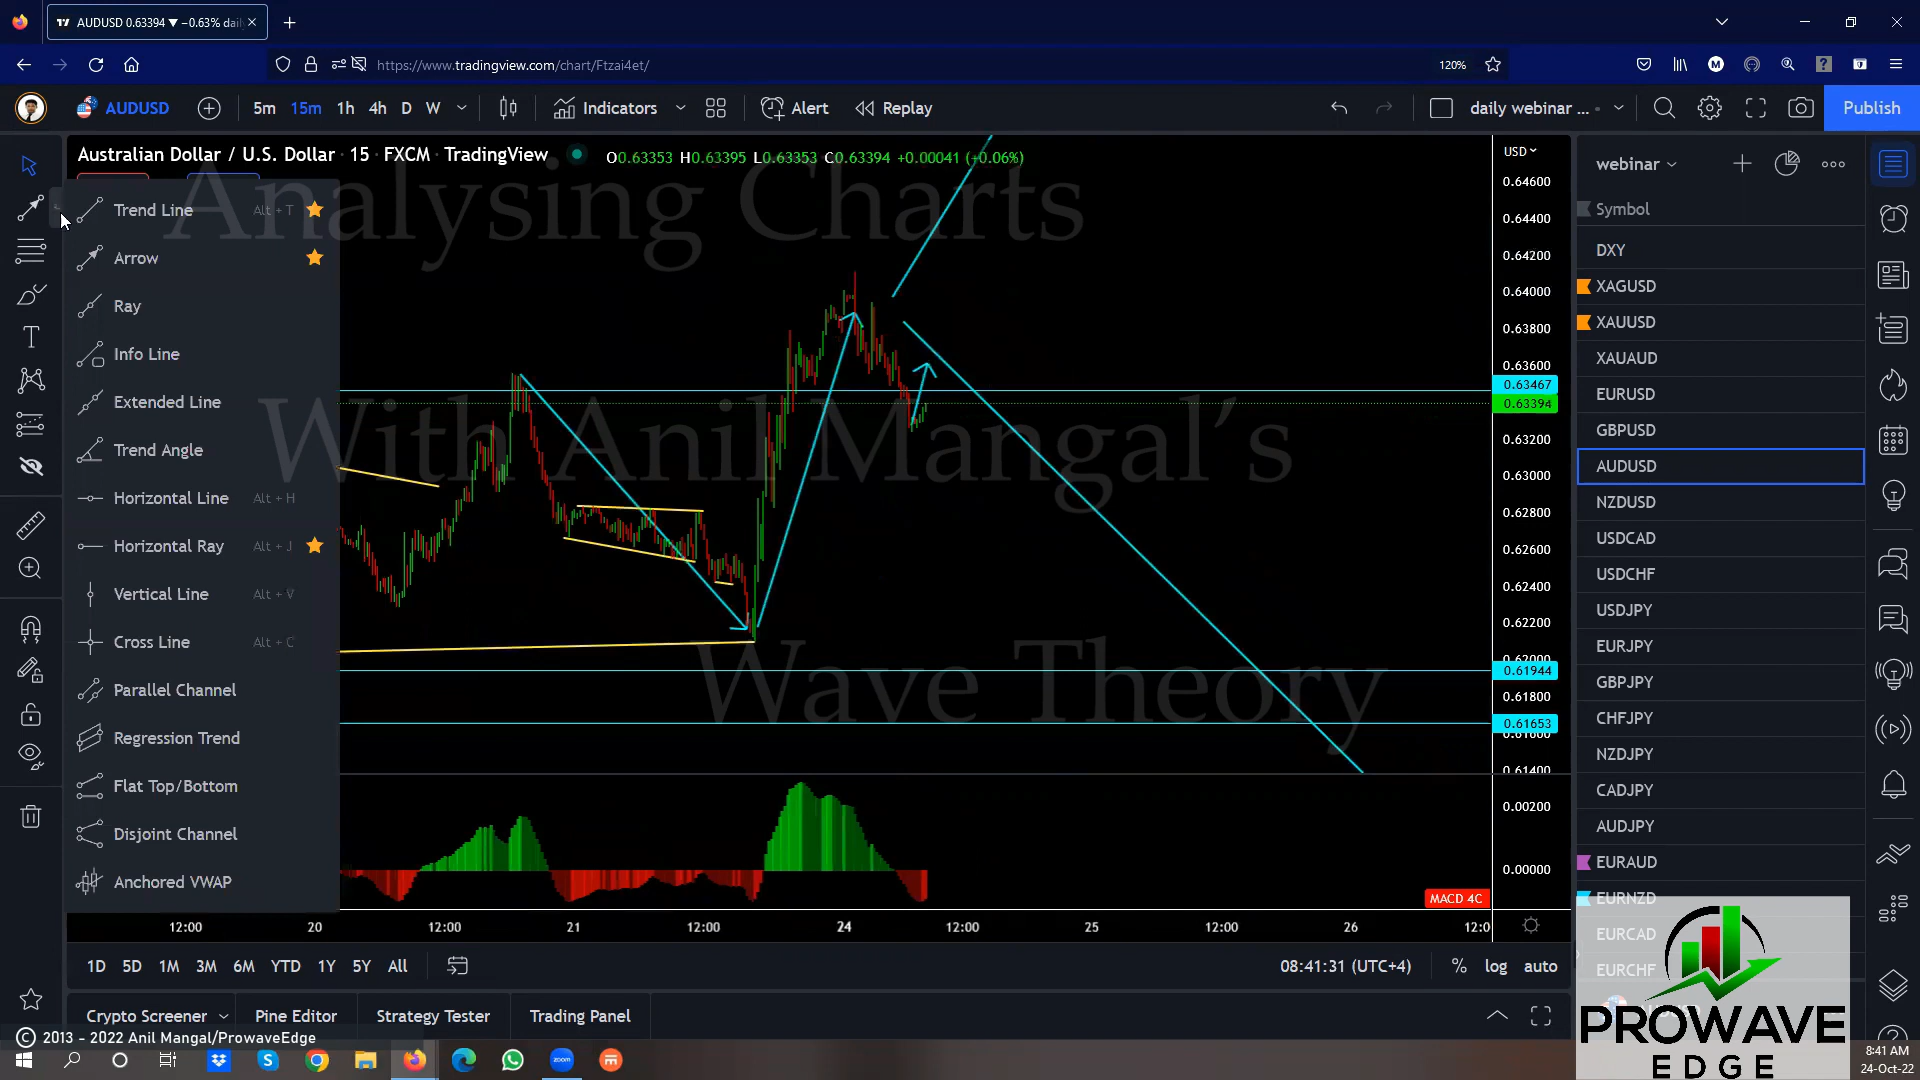 AUDUSD 0.63394 ▼ −0.63% dail
https://www.tradingview.com/chart/Ftzai4et/
120%
AUDUSD
5m 15m 1h 4h D W
Indicators
Alert
Replay
daily webinar ...
Publish
Australian Dollar / U.S. Dollar · 15 · FXCM · TradingView
O0.63353 H0.63395 L0.63353 C0.63394 +0.00041 (+0.06%)
Analysing Charts
With Anil Mangal's
Wave Theory
Trend Line Alt + T
Arrow
Ray
Info Line
Extended Line
Trend Angle
Horizontal Line Alt + H
Horizontal Ray Alt + J
Vertical Line Alt + V
Cross Line Alt + C
Parallel Channel
Regression Trend
Flat Top/Bottom
Disjoint Channel
Anchored VWAP
USD
0.64600
0.64400
0.64200
0.64000
0.63800
0.63600
0.63467
0.63394
0.63200
0.63000
0.62800
0.62600
0.62400
0.62200
0.62000
0.61944
0.61800
0.61653
0.61600
0.61400
0.00200
0.00000
MACD 4C
12:00 20 12:00 21 12:00 24 12:00 25 12:00 26 12:0
1D 5D 1M 3M 6M YTD 1Y 5Y All
08:41:31 (UTC+4)
% log auto
Crypto Screener
Pine Editor
Strategy Tester
Trading Panel
webinar
Symbol
DXY
XAGUSD
XAUUSD
XAUAUD
EURUSD
GBPUSD
AUDUSD
NZDUSD
USDCAD
USDCHF
USDJPY
EURJPY
GBPJPY
CHFJPY
NZDJPY
CADJPY
AUDJPY
EURAUD
EURNZD
EURCAD
EURCHF
PROWAVE
EDGE
© 2013 - 2022 Anil Mangal/ProwaveEdge
zoom
8:41 AM
24-Oct-22